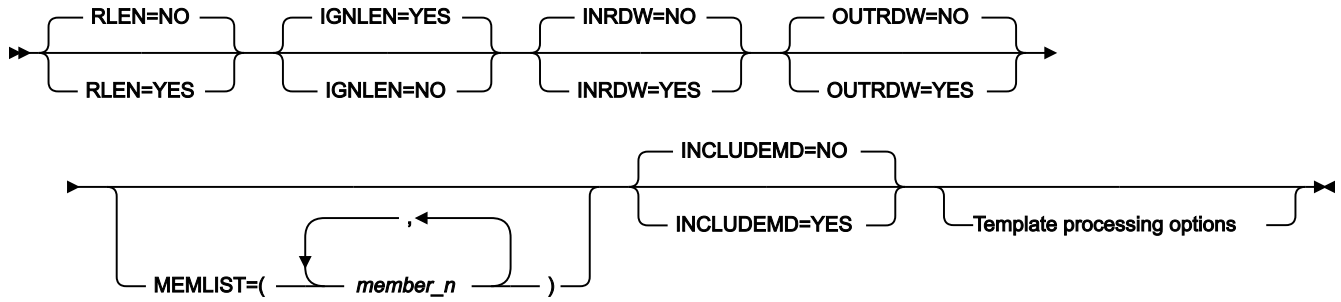 RLEN=NO IGNLEN=YES INRDW=NO OUTRDW=NO
RLEN=YES IGNLEN=NO INRDW=YES OUTRDW=YES
INCLUDEMD=NO
, INCLUDEMD=YES Template processing options
MEMLIST=( member_n )